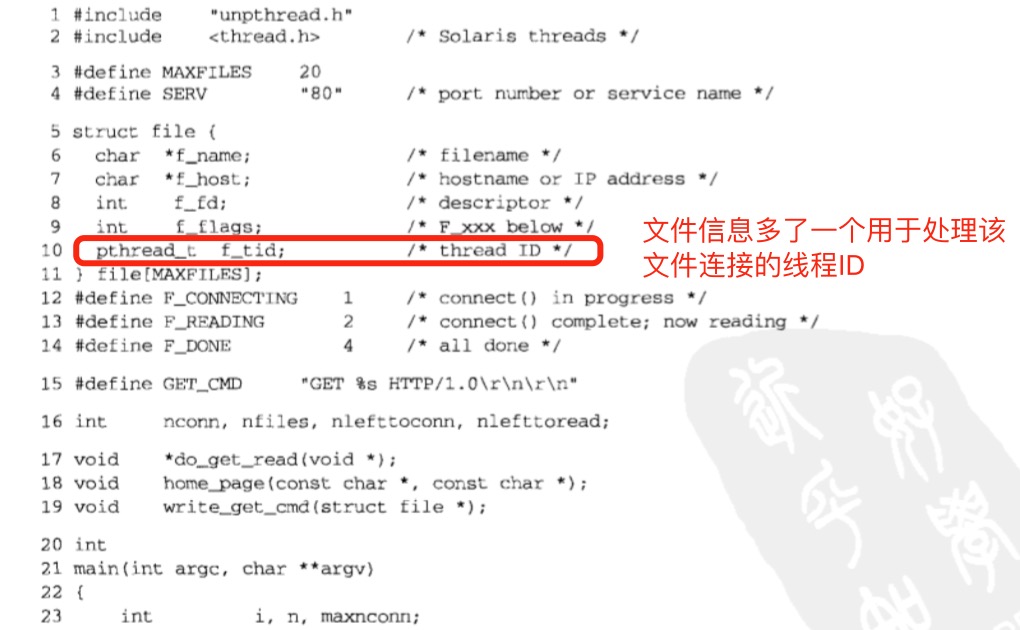 1 #include "unpthread.h"
2 #include <thread.h> /* Solaris threads */
3 #define MAXFILES 20
4 #define SERV "80" /* port number or service name */
5 struct file {
6 char *f_name; /* filename */
7 char *f_host; /* hostname or IP address */
8 int f_fd; /* descriptor */
9 int f_flags; /* F_xxx below */
10 pthread_t f_tid; /* thread ID */
文件信息多了一个用于处理该
文件连接的线程ID
11 } file[MAXFILES];
12 #define F_CONNECTING 1 /* connect() in progress */
13 #define F_READING 2 /* connect() complete; now reading */
14 #define F_DONE 4 /* all done */
15 #define GET_CMD "GET %s HTTP/1.0\r\n\r\n"
16 int nconn, nfiles, nlefttoconn, nlefttoread;
17 void *do_get_read(void *);
18 void home_page(const char *, const char *);
19 void write_get_cmd(struct file *);
20 int
21 main(int argc, char **argv)
22 {
23 int i, n, maxnconn;